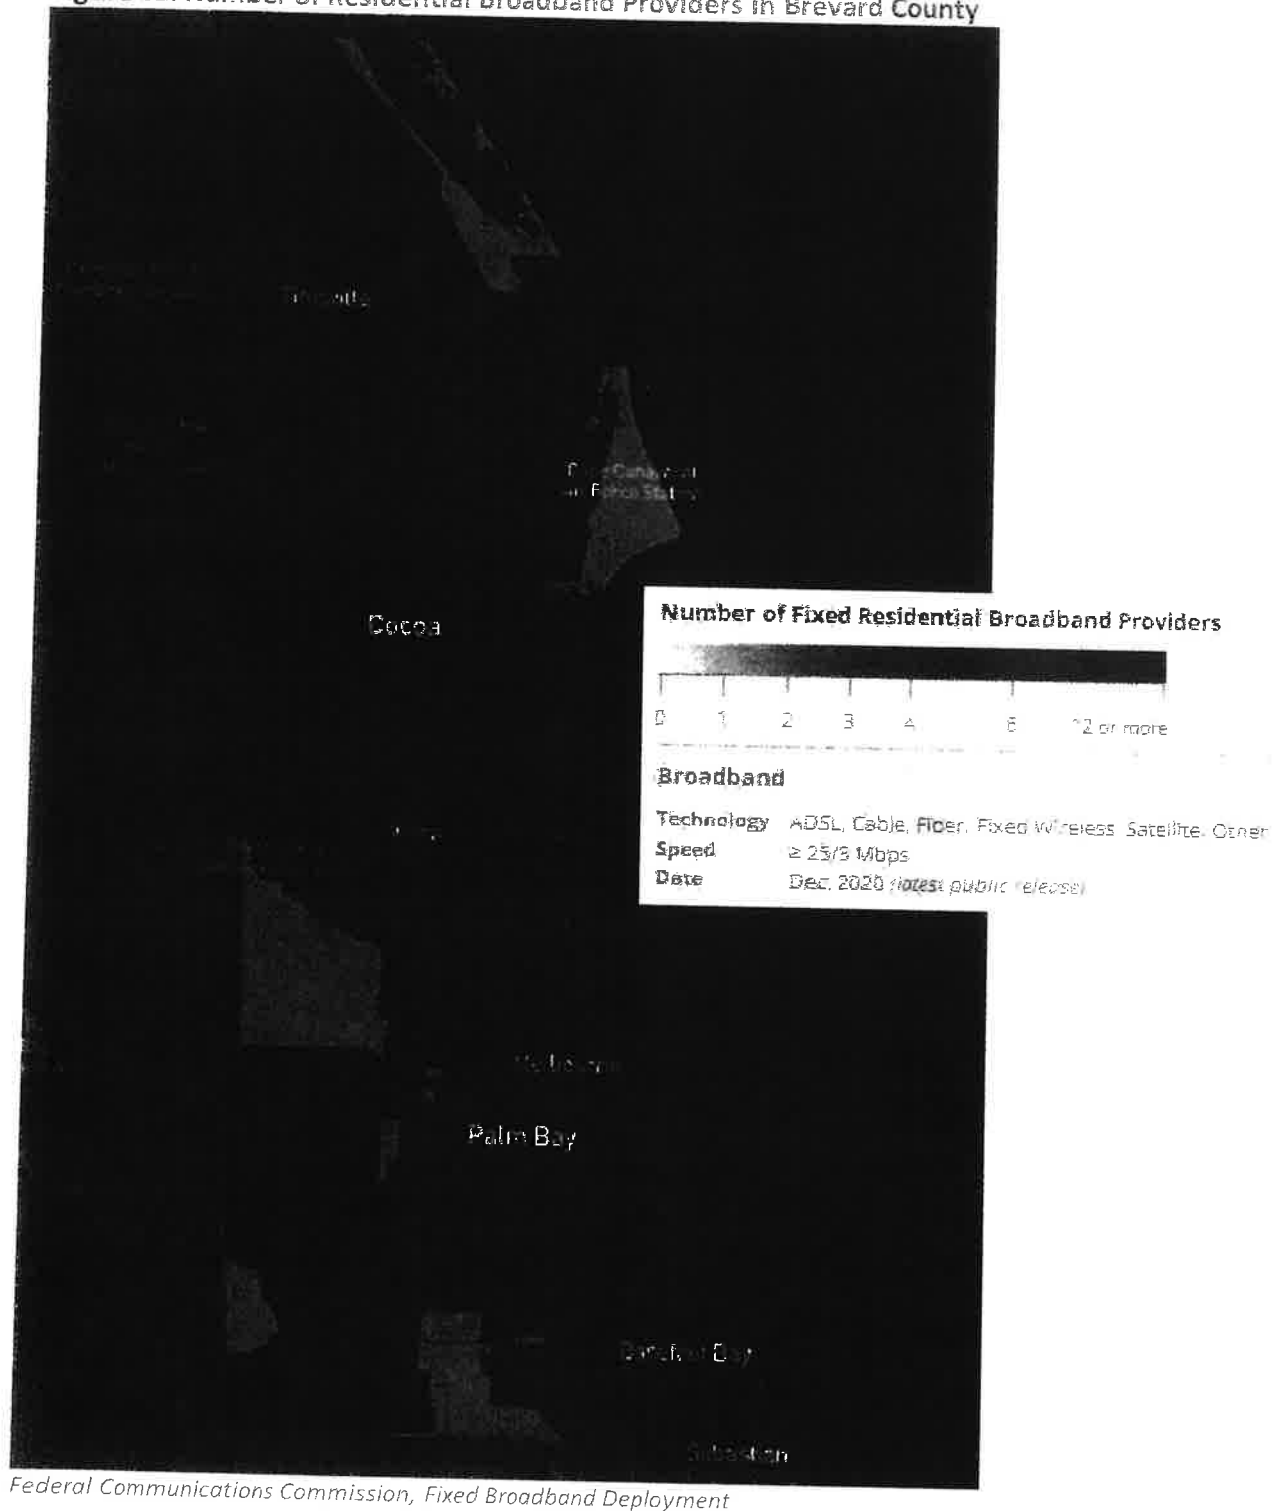 Number of Residential Broadband Providers in Brevard County
Cocoa
Number of Fixed Residential Broadband Providers
0 1 2 3 4 6 12 or more
Broadband
Technology ADSL, Cable, Fiber, Fixed Wireless, Satellite, Other
Speed ≥ 25/3 Mbps
Date Dec. 2020 (latest public release)
Palm Bay
Barefoot Bay
Sebastian
Federal Communications Commission, Fixed Broadband Deployment